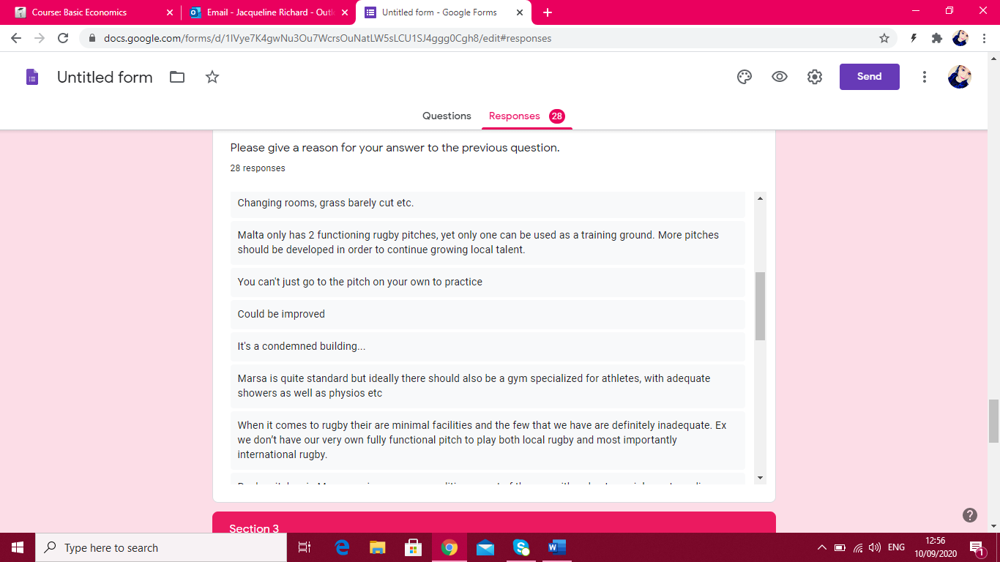 Course: Basic Economics
Email - Jacqueline Richard - Outl
Untitled form - Google Forms
docs.google.com/forms/d/1IVye7K4gwNu3Ou7WcrsOuNatLW5sLCU1SJ4ggg0Cgh8/edit#responses
Untitled form
Send
Questions
Responses 28
Please give a reason for your answer to the previous question.
28 responses
Changing rooms, grass barely cut etc.
Malta only has 2 functioning rugby pitches, yet only one can be used as a training ground. More pitches
should be developed in order to continue growing local talent.
You can't just go to the pitch on your own to practice
Could be improved
It's a condemned building...
Marsa is quite standard but ideally there should also be a gym specialized for athletes, with adequate
showers as well as physios etc
When it comes to rugby their are minimal facilities and the few that we have are definitely inadequate. Ex
we don't have our very own fully functional pitch to play both local rugby and most importantly
international rugby.
Section 3
Type here to search
ENG
12:56
10/09/2020
1